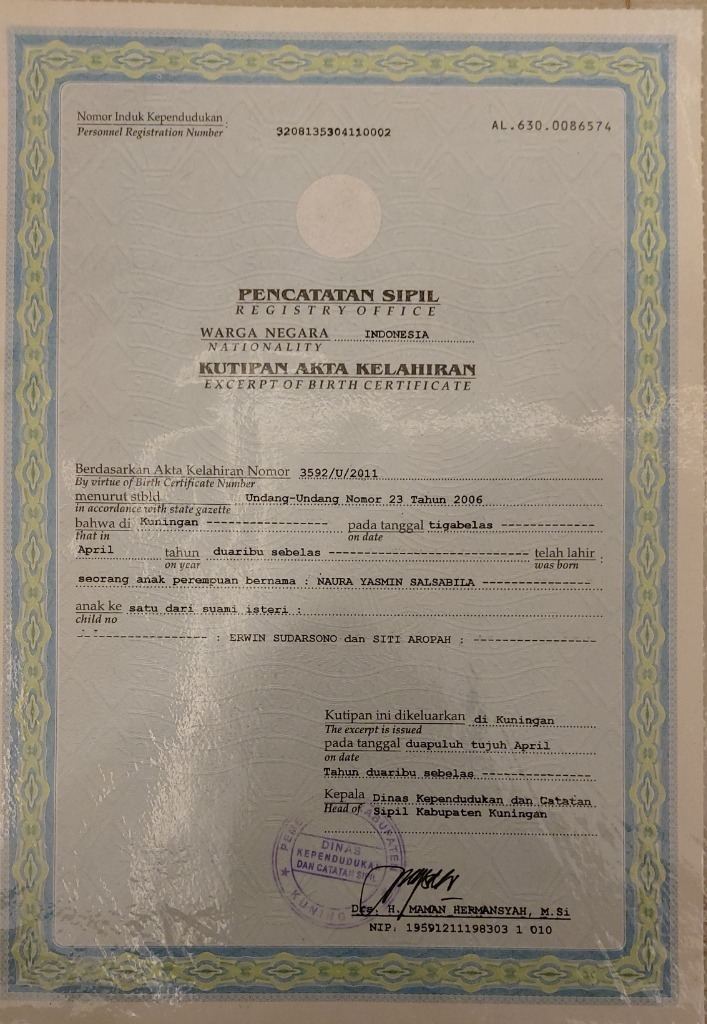 Nomor Induk Kependudukan :
Personnel Registration Number
3208135304110002
AL.630.0086574
PENCATATAN SIPIL
REGISTRY OFFICE
WARGA NEGARA INDONESIA
NATIONALITY
KUTIPAN AKTA KELAHIRAN
EXCERPT OF BIRTH CERTIFICATE
Berdasarkan Akta Kelahiran Nomor 3592/U/2011
By virtue of Birth Certificate Number
menurut stbld Undang-Undang Nomor 23 Tahun 2006
in accordance with state gazette
bahwa di Kuningan ------------------ pada tanggal tigabelas --------------
that in on date
April tahun duaribu sebelas ------------------------------ telah lahir :
on year was born
seorang anak perempuan bernama : NAURA YASMIN SALSABILA ----------------
anak ke satu dari suami isteri :
child no
-------------------- : ERWIN SUDARSONO dan SITI AROPAH : ------------------
Kutipan ini dikeluarkan di Kuningan
The excerpt is issued
pada tanggal duapuluh tujuh April
on date
Tahun duaribu sebelas ----------------
Kepala Dinas Kependudukan dan Catatan
Head of Sipil Kabupaten Kuningan
DINAS
KEPENDUDUKAN
DAN CATATAN SIPIL
Drs. H. MAMAN HERMANSYAH, M.Si
NIP. 19591211198303 1 010